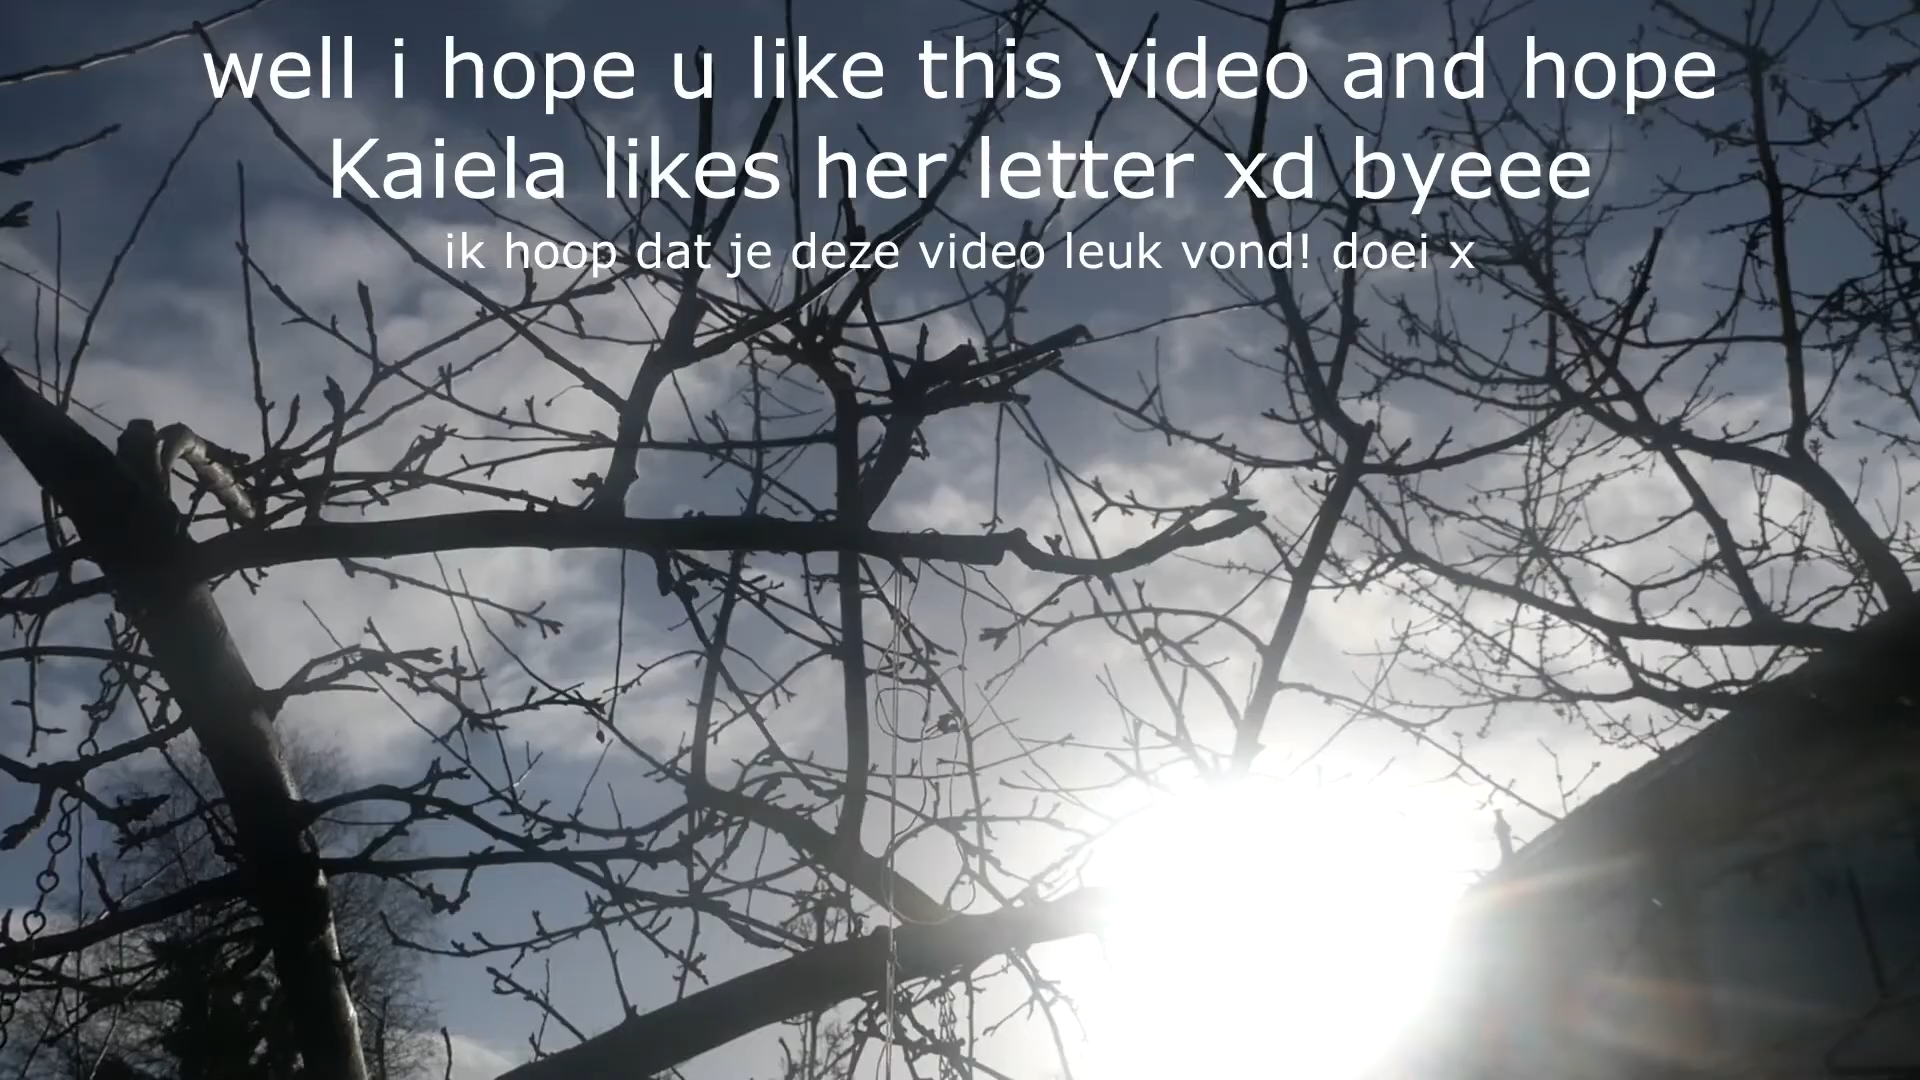 well i hope u like this video and hope
Kaiela likes her letter xd byeee
ik hoop dat je deze video leuk vond! doei x